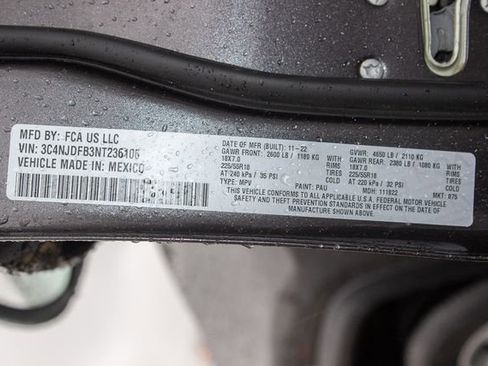 MFD BY: FCA US LLC
VIN: 3C4NJDFB3NT236106
VEHICLE MADE IN: MEXICO
DATE OF MFR (BUILT): 11-22
GVWR: 4650 LB / 2110 KG
GAWR FRONT: 2600 LB / 1180 KG
GAWR REAR: 2380 LB / 1080 KG
18X7.0 RIMS
18X7.0 RIMS
225/55R18 TIRES
225/55R18 TIRES
AT: 240 kPa / 35 PSI COLD
AT: 220 kPa / 32 PSI COLD
TYPE: MPV
PAINT: PAU
MDH: 111822
MKT: 875
THIS VEHICLE CONFORMS TO ALL APPLICABLE U.S.A. FEDERAL MOTOR VEHICLE
SAFETY AND THEFT PREVENTION STANDARDS IN EFFECT ON THE DATE OF
MANUFACTURE SHOWN ABOVE.